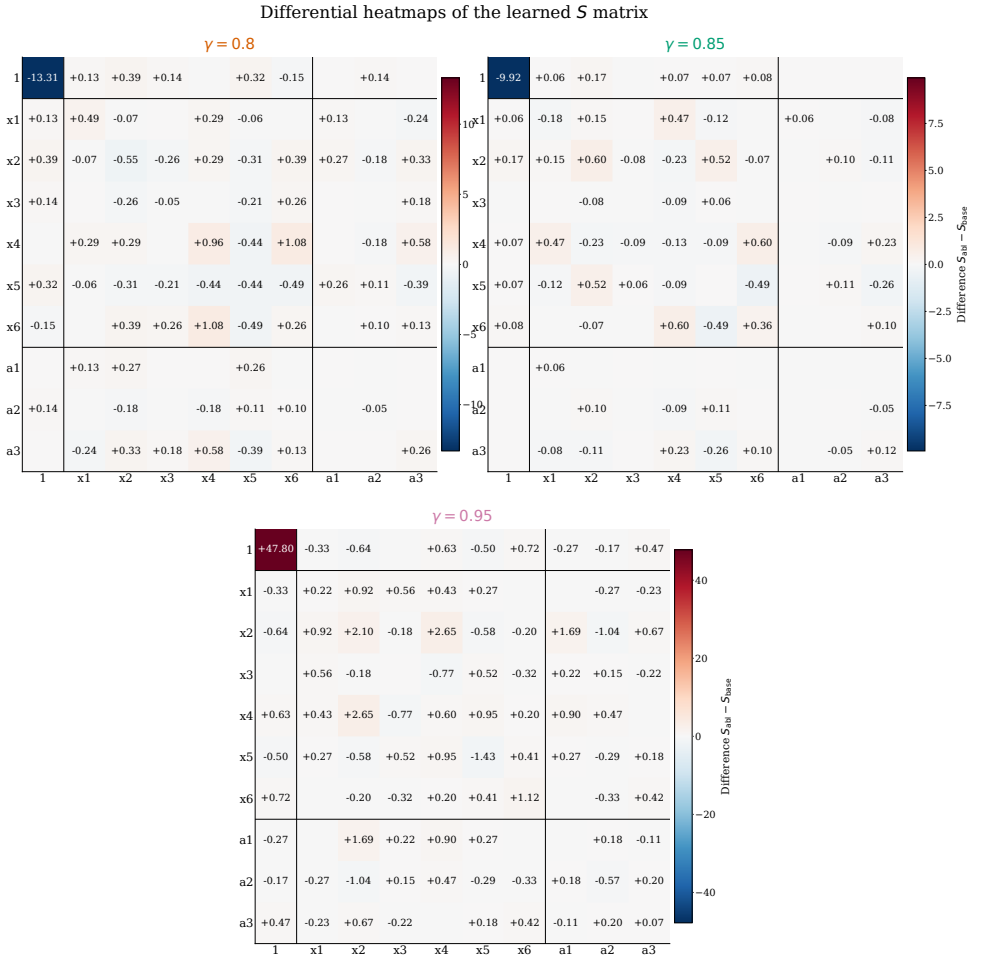 Differential heatmaps of the learned S matrix
γ = 0.8
1 -13.31 +0.13 +0.39 +0.14 +0.32 -0.15 +0.14
x1 +0.13 +0.49 -0.07 +0.29 -0.06 +0.13 -0.24
x2 +0.39 -0.07 -0.55 -0.26 +0.29 -0.31 +0.39 +0.27 -0.18 +0.33
x3 +0.14 -0.26 -0.05 -0.21 +0.26 +0.18
x4 +0.29 +0.29 +0.96 -0.44 +1.08 -0.18 +0.58
x5 +0.32 -0.06 -0.31 -0.21 -0.44 -0.44 -0.49 +0.26 +0.11 -0.39
x6 -0.15 +0.39 +0.26 +1.08 -0.49 +0.26 +0.10 +0.13
a1 +0.13 +0.27 +0.26
a2 +0.14 -0.18 -0.18 +0.11 +0.10 -0.05
a3 -0.24 +0.33 +0.18 +0.58 -0.39 +0.13 +0.26
1 x1 x2 x3 x4 x5 x6 a1 a2 a3
10
5
0
−5
−10
γ = 0.85
1 -9.92 +0.06 +0.17 +0.07 +0.07 +0.08
x1 +0.06 -0.18 +0.15 +0.47 -0.12 +0.06 -0.08
x2 +0.17 +0.15 +0.60 -0.08 -0.23 +0.52 -0.07 +0.10 -0.11
x3 -0.08 -0.09 +0.06
x4 +0.07 +0.47 -0.23 -0.09 -0.13 -0.09 +0.60 -0.09 +0.23
x5 +0.07 -0.12 +0.52 +0.06 -0.09 -0.49 +0.11 -0.26
x6 +0.08 -0.07 +0.60 -0.49 +0.36 +0.10
a1 +0.06
a2 +0.10 -0.09 +0.11 -0.05
a3 -0.08 -0.11 +0.23 -0.26 +0.10 -0.05 +0.12
1 x1 x2 x3 x4 x5 x6 a1 a2 a3
7.5
5.0
2.5
0.0
−2.5
−5.0
−7.5
Difference S_abl − S_base
γ = 0.95
1 +47.80 -0.33 -0.64 +0.63 -0.50 +0.72 -0.27 -0.17 +0.47
x1 -0.33 +0.22 +0.92 +0.56 +0.43 +0.27 -0.27 -0.23
x2 -0.64 +0.92 +2.10 -0.18 +2.65 -0.58 -0.20 +1.69 -1.04 +0.67
x3 +0.56 -0.18 -0.77 +0.52 -0.32 +0.22 +0.15 -0.22
x4 +0.63 +0.43 +2.65 -0.77 +0.60 +0.95 +0.20 +0.90 +0.47
x5 -0.50 +0.27 -0.58 +0.52 +0.95 -1.43 +0.41 +0.27 -0.29 +0.18
x6 +0.72 -0.20 -0.32 +0.20 +0.41 +1.12 -0.33 +0.42
a1 -0.27 +1.69 +0.22 +0.90 +0.27 +0.18 -0.11
a2 -0.17 -0.27 -1.04 +0.15 +0.47 -0.29 -0.33 +0.18 -0.57 +0.20
a3 +0.47 -0.23 +0.67 -0.22 +0.18 +0.42 -0.11 +0.20 +0.07
1 x1 x2 x3 x4 x5 x6 a1 a2 a3
40
20
0
−20
−40
Difference S_abl − S_base